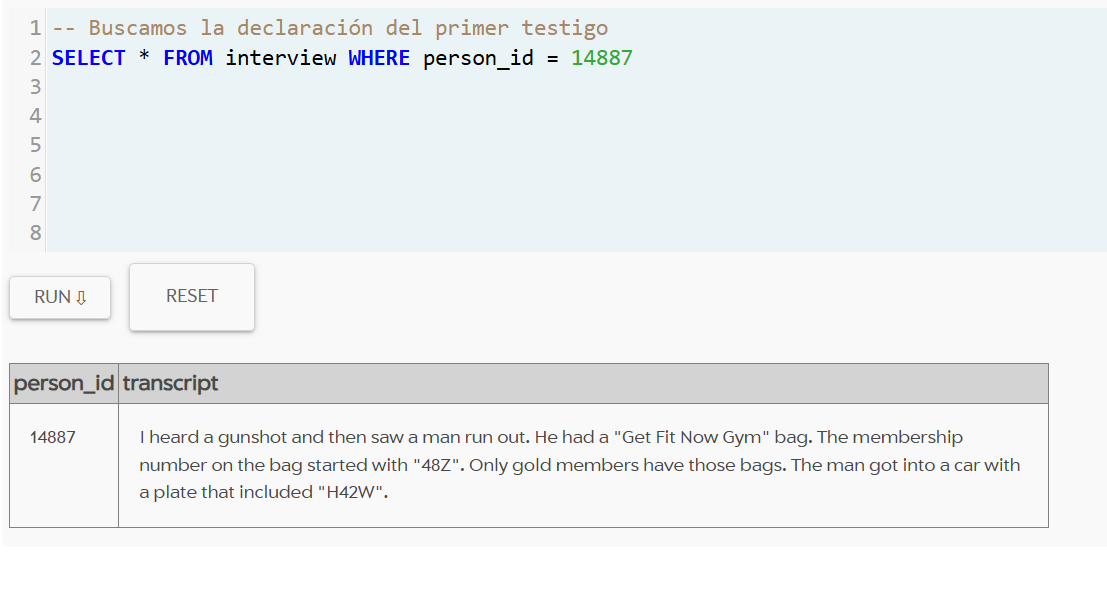 1 -- Buscamos la declaración del primer testigo
2 SELECT * FROM interview WHERE person_id = 14887
3
4
5
6
7
8
RUN ⇩ RESET
person_id transcript
14887 I heard a gunshot and then saw a man run out. He had a "Get Fit Now Gym" bag. The membership
number on the bag started with "48Z". Only gold members have those bags. The man got into a car with
a plate that included "H42W".